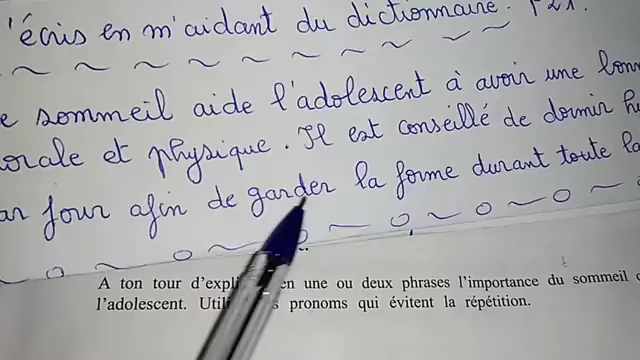 'écris en m'aidant du dictionnaire. P 21.
e sommeil aide l'adolescent à avoir une bonn
orale et physique. Il est conseillé de dormir
ar jour afin de garder la forme durant toute la
A ton tour d'expli en une ou deux phrases l'importance du sommeil
l'adolescent. Utili s pronoms qui évitent la répétition.